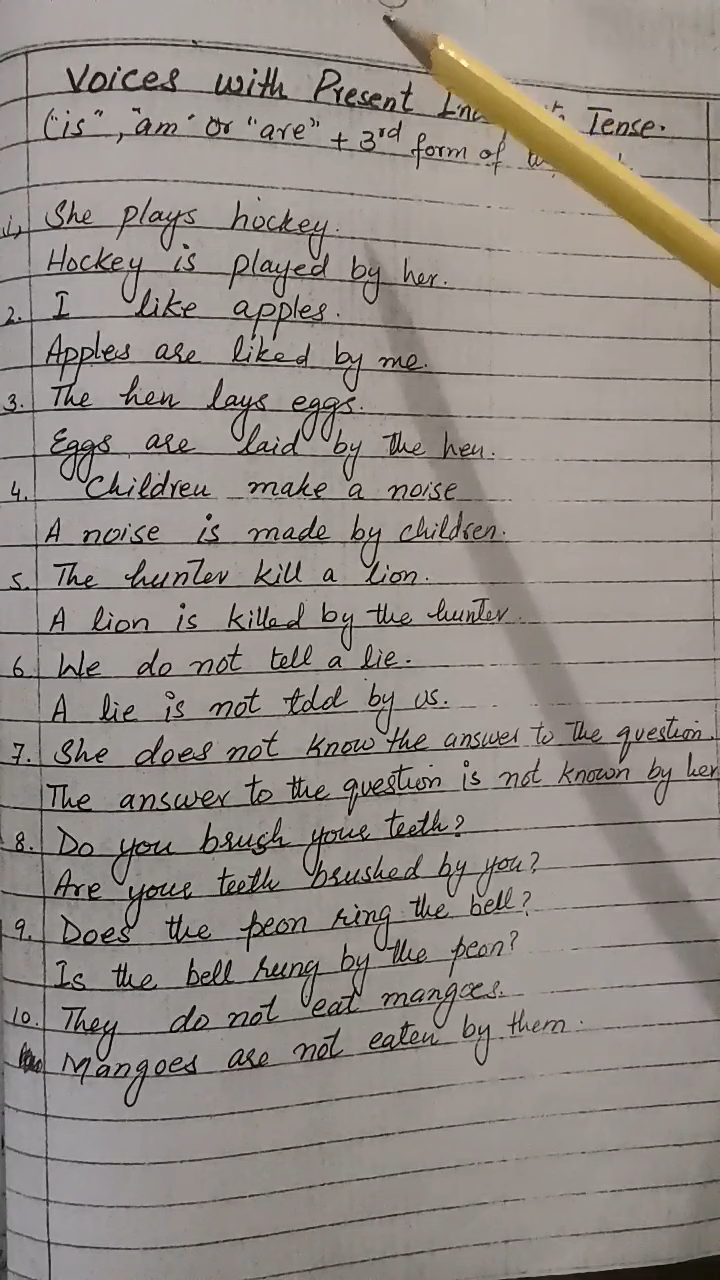 Voices with Present Tense.
("is", "am" or "are" + 3rd form of
1, She plays hockey.
Hockey is played by her.
2. I like apples.
Apples are liked by me.
3. The hen lays eggs.
Eggs are laid by the hen.
4. Children make a noise
A noise is made by children.
5. The hunter kill a lion.
A lion is killed by the hunter.
6. We do not tell a lie.
A lie is not told by us.
7. She does not know the answer to the question.
The answer to the question is not known by her
8. Do you brush your teeth?
Are your teeth brushed by you?
9. Does the peon ring the bell?
Is the bell rung by the peon?
10. They do not eat mangoes.
Mangoes are not eaten by them.